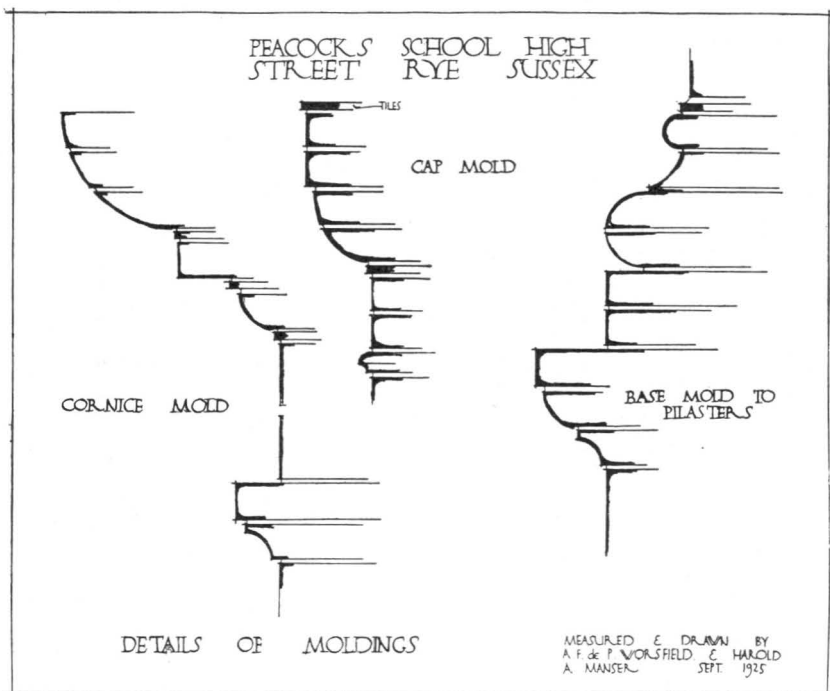 PEACOCKS SCHOOL HIGH
STREET RYE SUSSEX
TILES
CAP MOLD
CORNICE MOLD
BASE MOLD TO
PILASTERS
DETAILS OF MOLDINGS
MEASURED & DRAWN BY
A. F. de P. WORSFIELD & HAROLD
A. MANSER SEPT. 1925